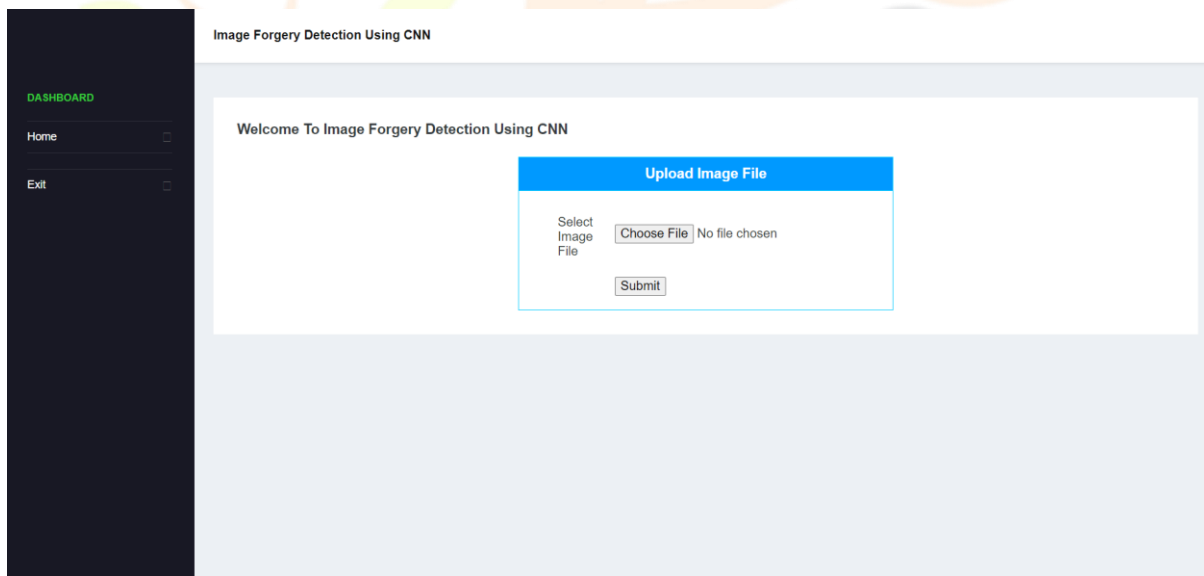 Image Forgery Detection Using CNN
DASHBOARD
Home
Exit
Welcome To Image Forgery Detection Using CNN
Upload Image File
Select
Image
File
Choose File No file chosen
Submit